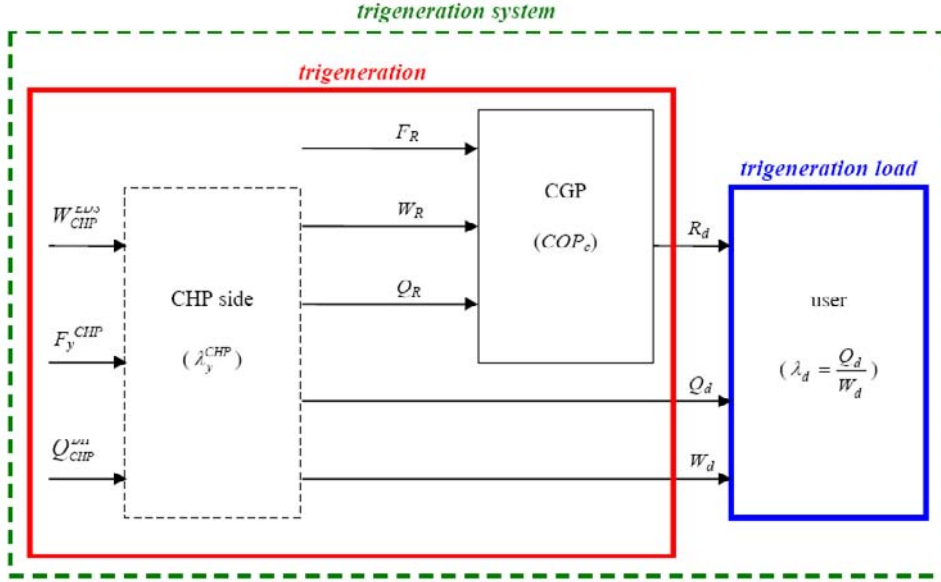 trigeneration system
trigeneration
trigeneration load
F_R
CGP
(COP_c)
W_R
Q_R
W_CHP
CHP side
(λ_y^CHP)
F_y^CHP
Q_CHP
R_d
Q_d
W_d
user
(λ_d = Q_d / W_d)